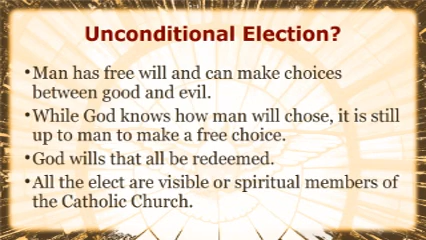 Unconditional Election?
•Man has free will and can make choices
between good and evil.
•While God knows how man will chose, it is still
up to man to make a free choice.
•God wills that all be redeemed.
•All the elect are visible or spiritual members of
the Catholic Church.